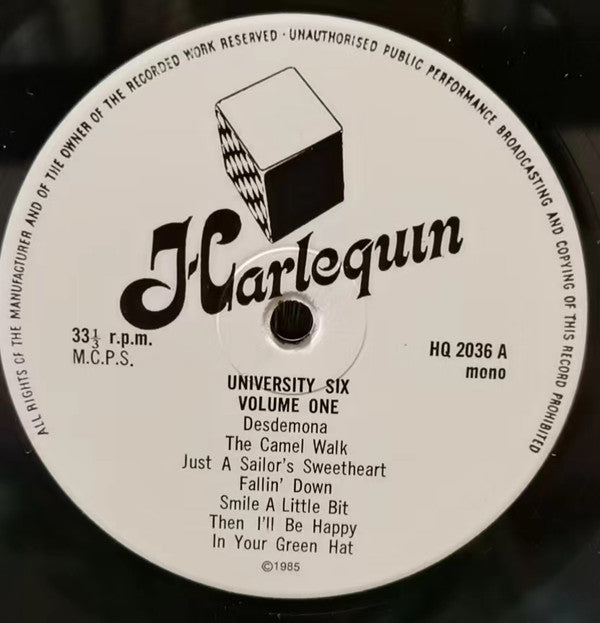 ALL RIGHTS OF THE MANUFACTURER AND OF THE OWNER OF THE RECORDED WORK RESERVED · UNAUTHORISED PUBLIC PERFORMANCE BROADCASTING AND COPYING OF THIS RECORD PROHIBITED
Harlequin
33⅓ r.p.m.
M.C.P.S.
HQ 2036 A
mono
UNIVERSITY SIX
VOLUME ONE
Desdemona
The Camel Walk
Just A Sailor's Sweetheart
Fallin' Down
Smile A Little Bit
Then I'll Be Happy
In Your Green Hat
©1985